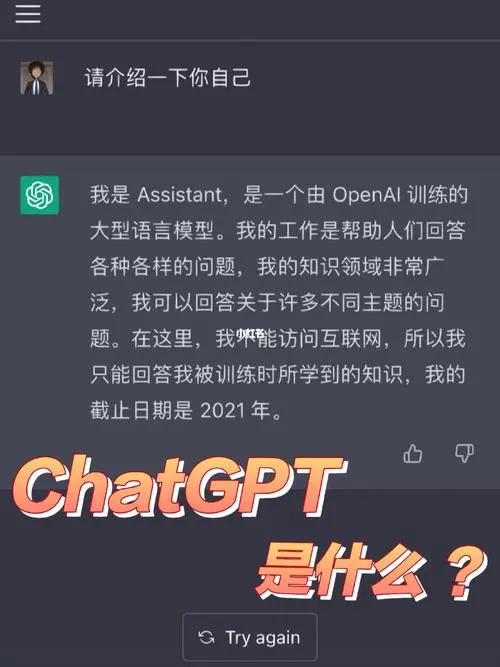 请介绍一下你自己
我是 Assistant，是一个由 OpenAI 训练的
大型语言模型。我的工作是帮助人们回答
各种各样的问题，我的知识领域非常广
泛，我可以回答关于许多不同主题的问
题。在这里，我不能访问互联网，所以我
只能回答我被训练时所学到的知识，我的
截止日期是 2021 年。
小红书
ChatGPT
是什么？
Try again